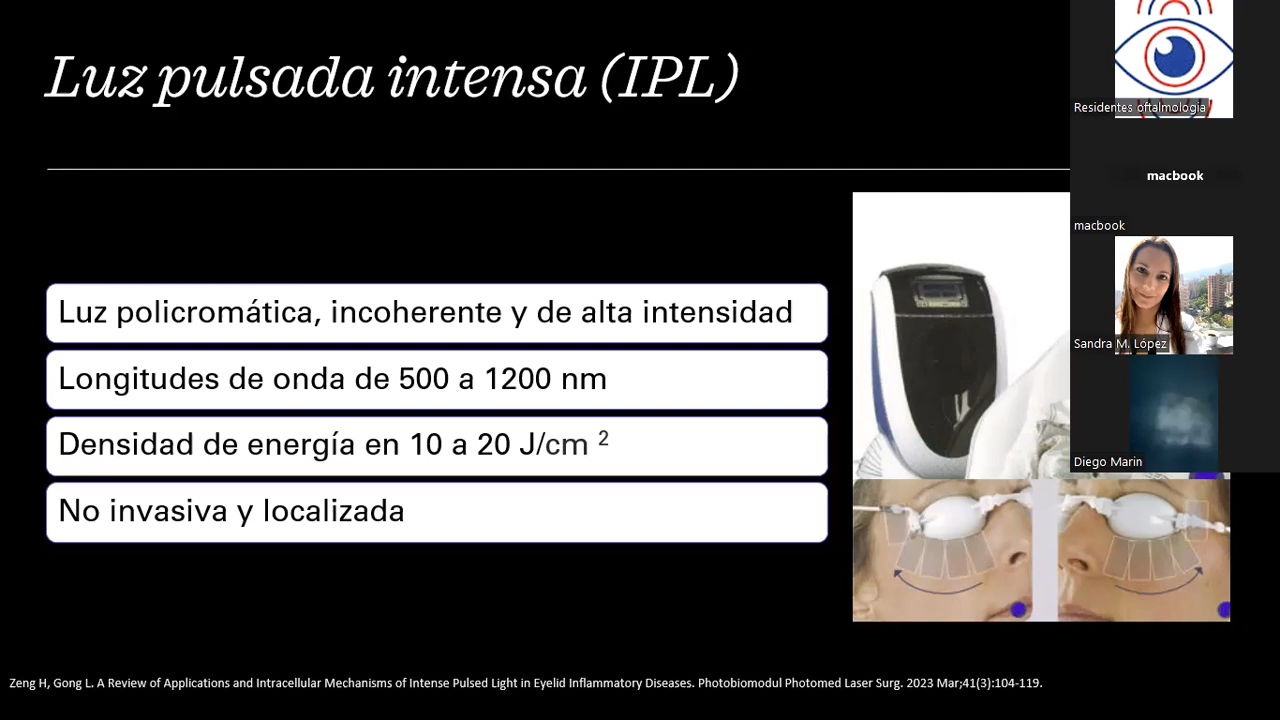 Luz pulsada intensa (IPL)
Luz policromática, incoherente y de alta intensidad
Longitudes de onda de 500 a 1200 nm
Densidad de energía en 10 a 20 J/cm ²
No invasiva y localizada
Zeng H, Gong L. A Review of Applications and Intracellular Mechanisms of Intense Pulsed Light in Eyelid Inflammatory Diseases. Photobiomodul Photomed Laser Surg. 2023 Mar;41(3):104-119.
Residentes oftalmologia
macbook
macbook
Sandra M. López
Diego Marin